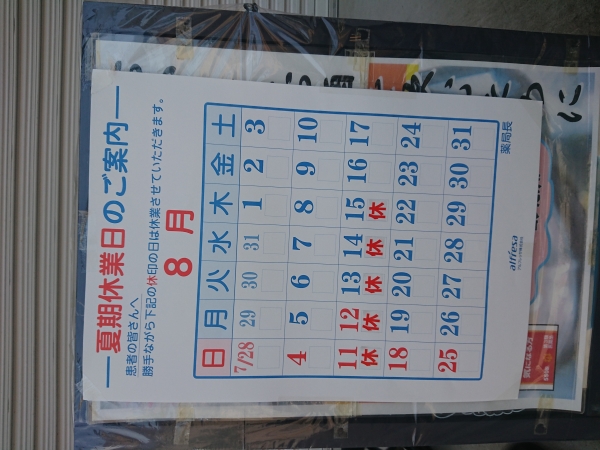 夏期休業日のご案内
患者の皆さんへ
勝手ながら下記の休印の日は休業させていただきます。
8月
日 月 火 水 木 金 土
7/28 29 30 31 1 2 3
4 5 6 7 8 9 10
11 12 13 14 15 16 17
休 休 休 休 休
18 19 20 21 22 23 24
25 26 27 28 29 30 31
alfresa
薬局長
に